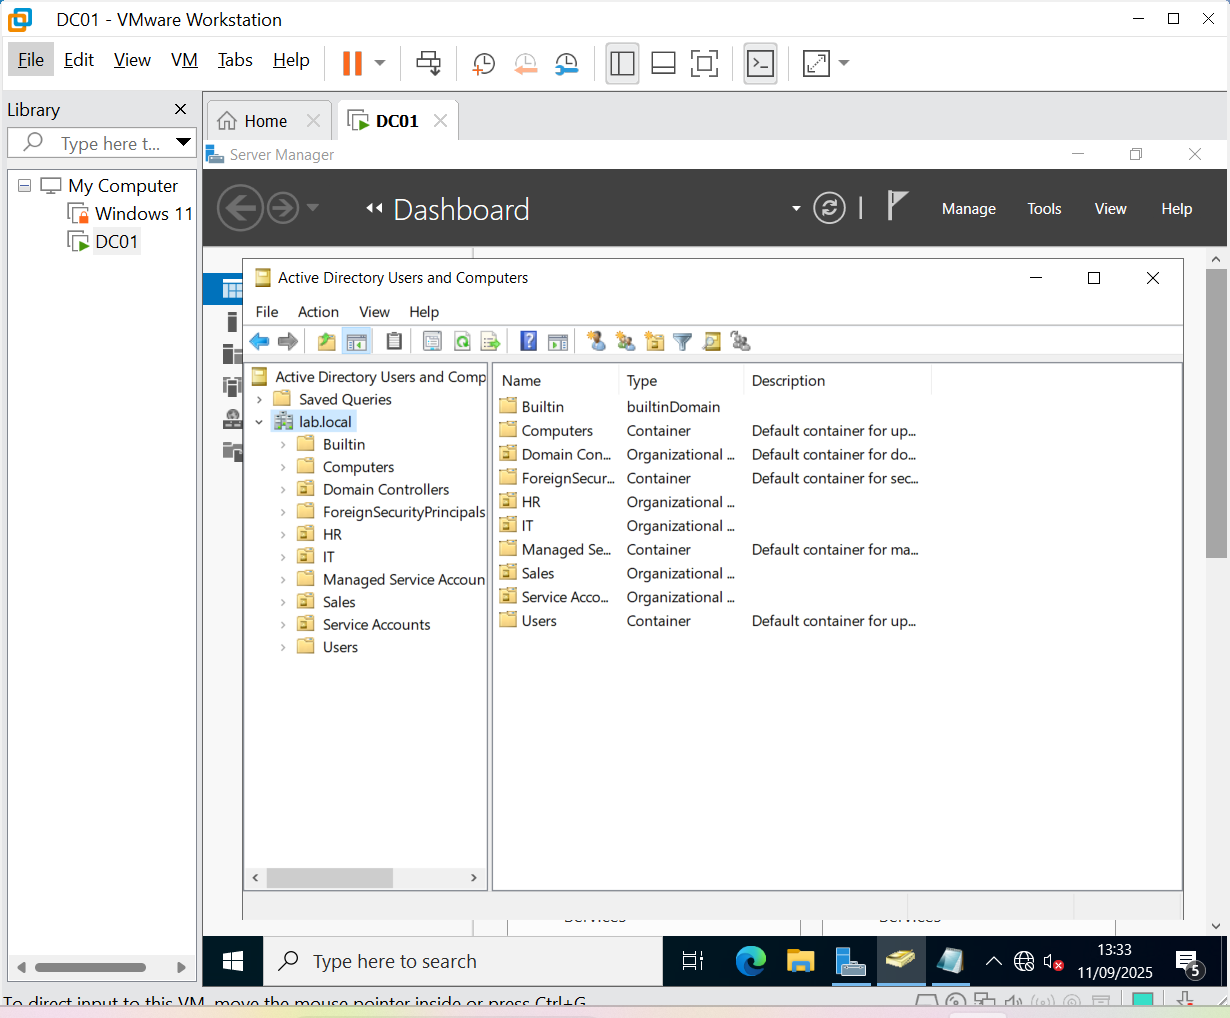 DC01 - VMware Workstation
File Edit View VM Tabs Help
Library
Type here t...
My Computer
Windows 11
DC01
Home
DC01
Server Manager
Dashboard
Manage Tools View Help
Active Directory Users and Computers
File Action View Help
Active Directory Users and Comp
Saved Queries
lab.local
Builtin
Computers
Domain Controllers
ForeignSecurityPrincipals
HR
IT
Managed Service Accoun
Sales
Service Accounts
Users
Name Type Description
Builtin builtinDomain
Computers Container Default container for up...
Domain Con... Organizational ... Default container for do...
ForeignSecur... Container Default container for sec...
HR Organizational ...
IT Organizational ...
Managed Se... Container Default container for ma...
Sales Organizational ...
Service Acco... Organizational ...
Users Container Default container for up...
Services Services
Type here to search
13:33
11/09/2025
5
To direct input to this VM, move the mouse pointer inside or press Ctrl+G.